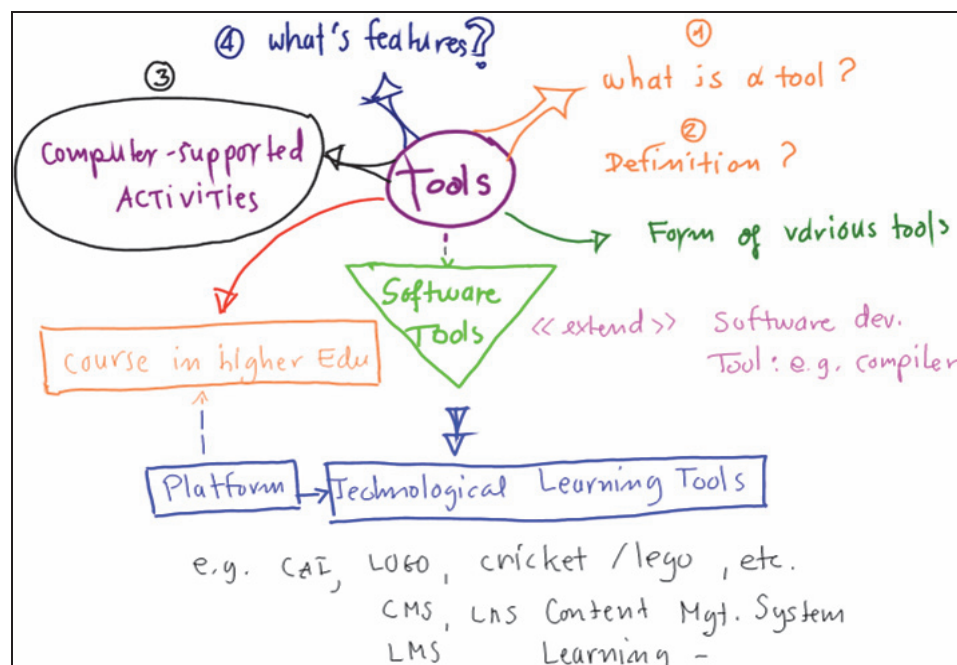 ④ what's features?
①
what is a tool ?
③
②
Computer-supported
ACTIVITIES
Tools
Definition ?
Form of various tools
Software
Tools
<< extend >> Software dev.
Tool : e.g. compiler
Course in higher Edu
Platform
Technological Learning Tools
e.g. CAI, LOGO, cricket / lego , etc.
CMS, LMS Content Mgt. System
LMS Learning -